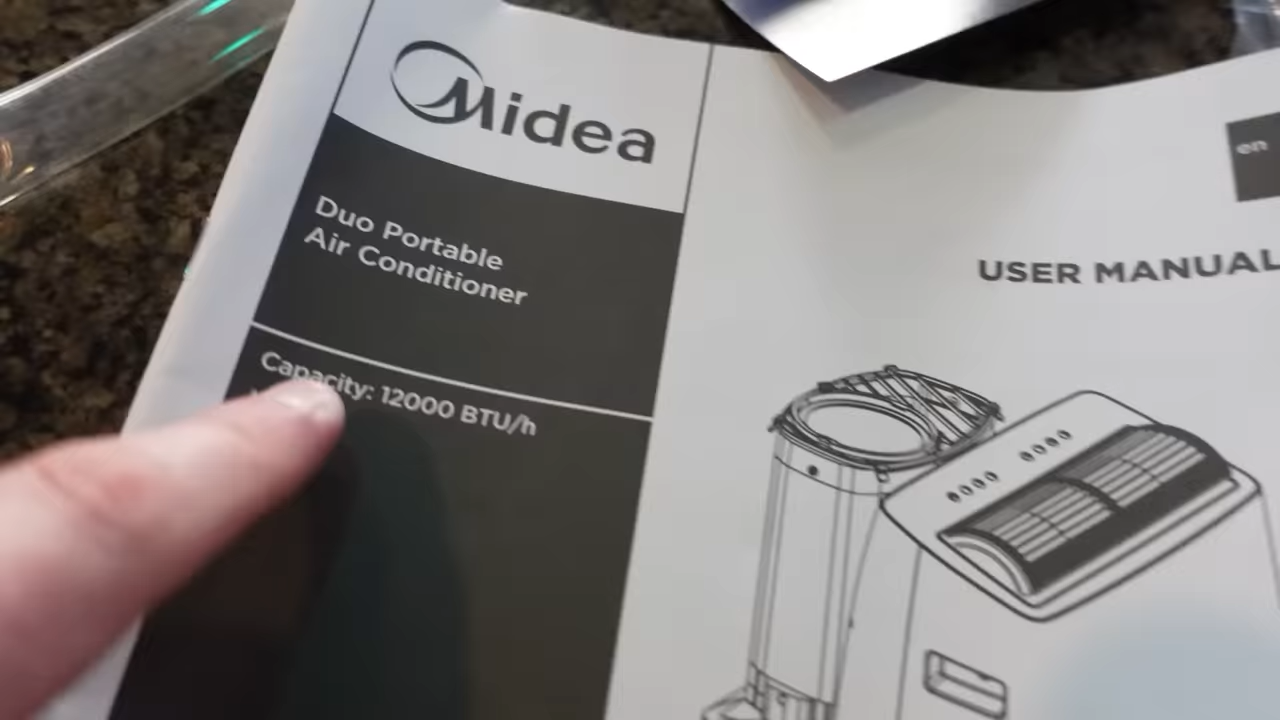 Midea
en
Duo Portable
Air Conditioner
USER MANUAL
Capacity: 12000 BTU/h